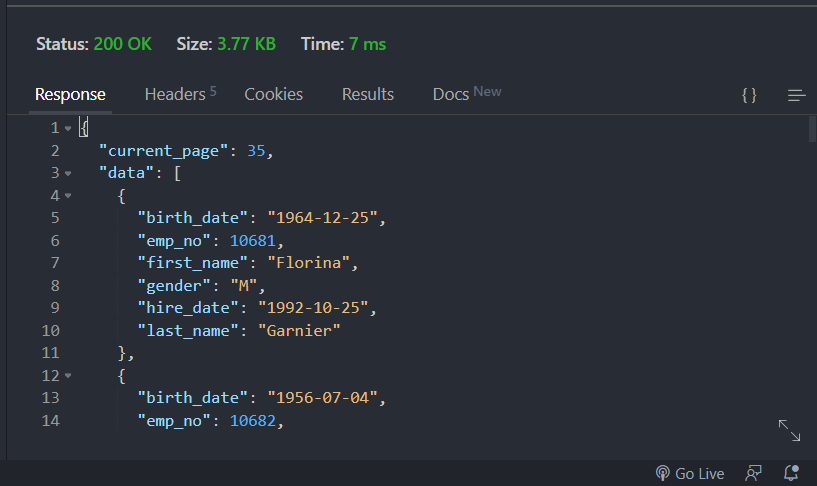 Status: 200 OK Size: 3.77 KB Time: 7 ms
Response Headers 5 Cookies Results Docs New { }
1 {
2 "current_page": 35,
3 "data": [
4 {
5 "birth_date": "1964-12-25",
6 "emp_no": 10681,
7 "first_name": "Florina",
8 "gender": "M",
9 "hire_date": "1992-10-25",
10 "last_name": "Garnier"
11 },
12 {
13 "birth_date": "1956-07-04",
14 "emp_no": 10682,
Go Live